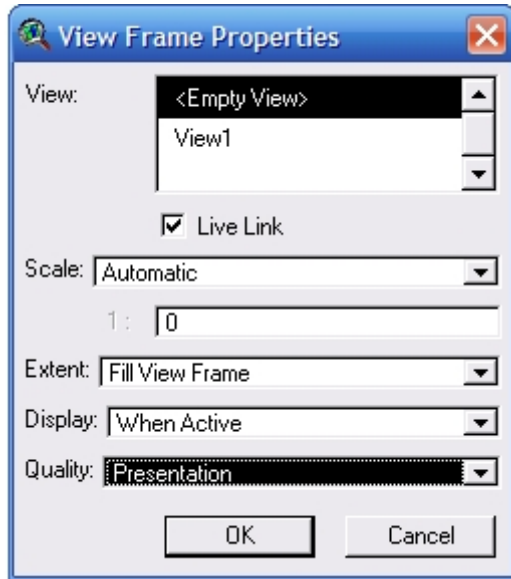 View Frame Properties
View:
<Empty View>
View1
Live Link
Scale: Automatic
1 : 0
Extent: Fill View Frame
Display: When Active
Quality: Presentation
OK Cancel